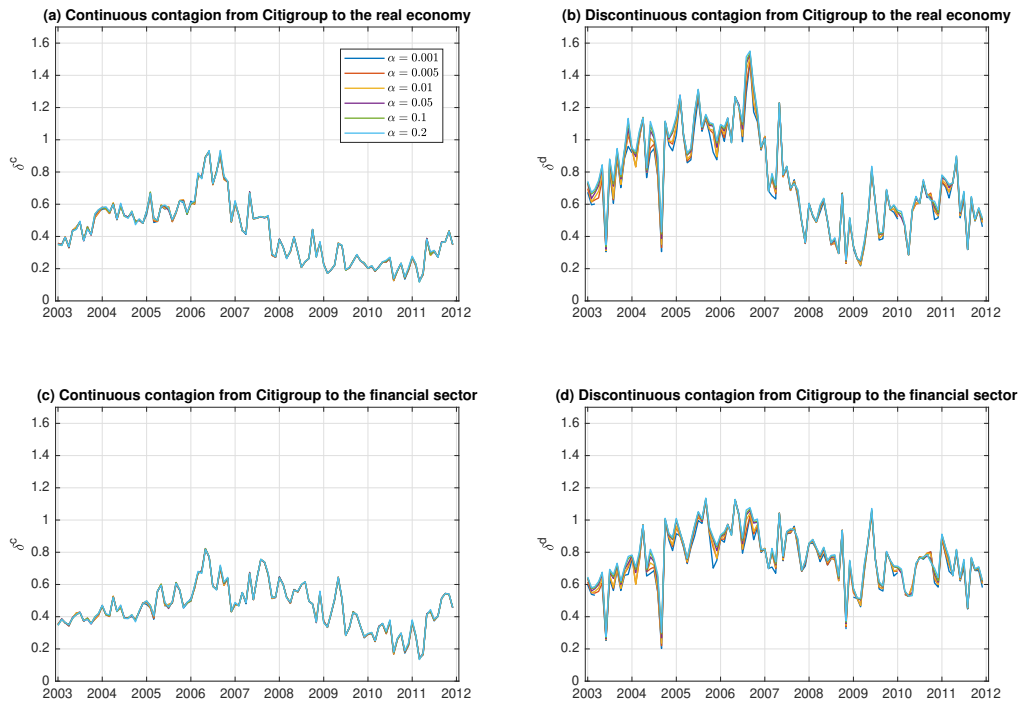 (a) Continuous contagion from Citigroup to the real economy
1.6
1.4
1.2
1
0.8
0.6
0.4
0.2
0
δc
2003 2004 2005 2006 2007 2008 2009 2010 2011 2012
α = 0.001
α = 0.005
α = 0.01
α = 0.05
α = 0.1
α = 0.2
(b) Discontinuous contagion from Citigroup to the real economy
1.6
1.4
1.2
1
0.8
0.6
0.4
0.2
0
δd
2003 2004 2005 2006 2007 2008 2009 2010 2011 2012
(c) Continuous contagion from Citigroup to the financial sector
1.6
1.4
1.2
1
0.8
0.6
0.4
0.2
0
δc
2003 2004 2005 2006 2007 2008 2009 2010 2011 2012
(d) Discontinuous contagion from Citigroup to the financial sector
1.6
1.4
1.2
1
0.8
0.6
0.4
0.2
0
δd
2003 2004 2005 2006 2007 2008 2009 2010 2011 2012